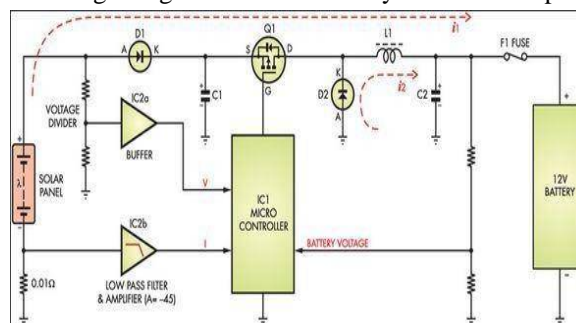 D1
A
K
Q1
S
D
G
i1
L1
F1 FUSE
C1
K
D2
A
i2
C2
VOLTAGE
DIVIDER
IC2a
BUFFER
V
SOLAR
PANEL
λ
IC1
MICRO
CONTROLLER
12V
BATTERY
IC2b
I
BATTERY VOLTAGE
0.01Ω
LOW PASS FILTER
& AMPLIFIER (A= –45)